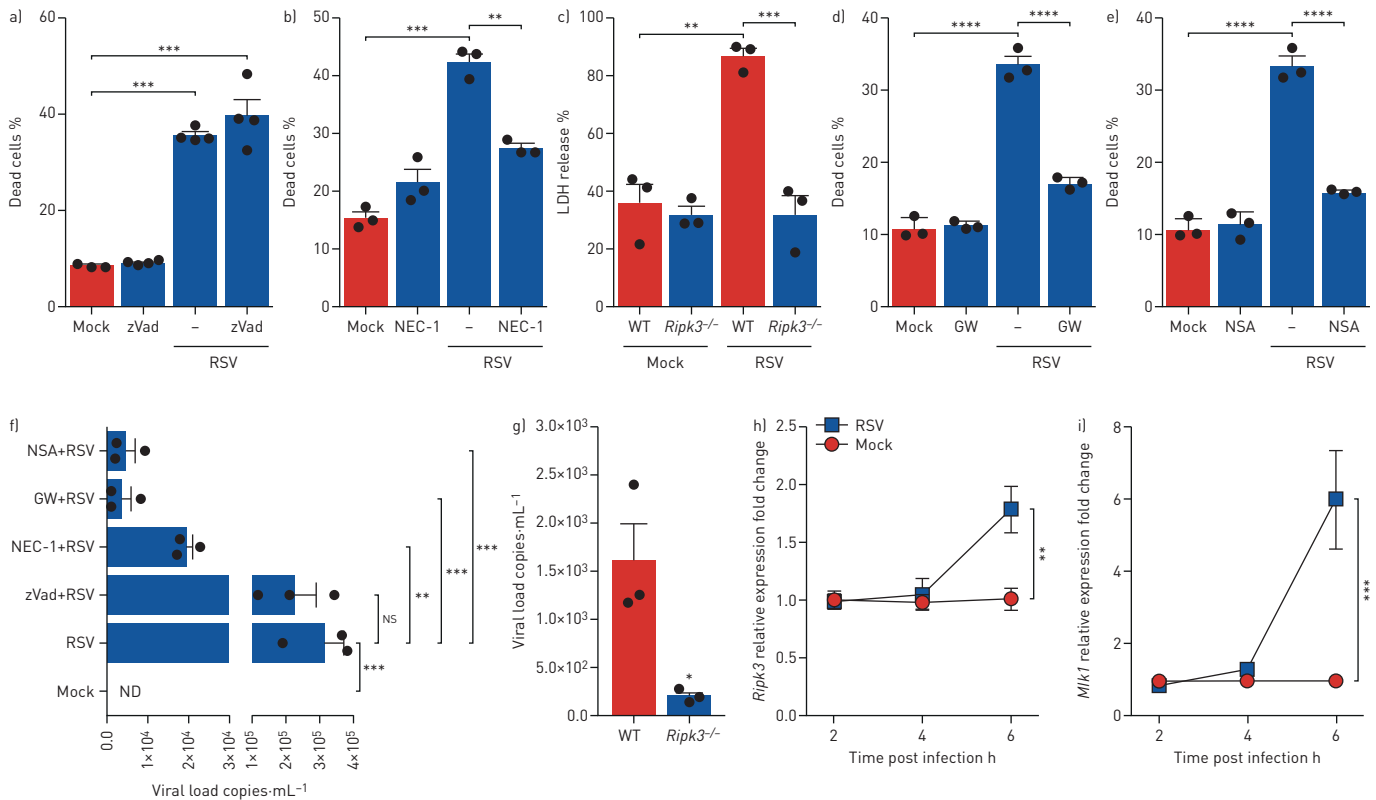 a)
Dead cells %
60
40
20
0
***
***
Mock zVad – zVad
RSV
b)
Dead cells %
50
40
30
20
10
0
***
**
Mock NEC-1 – NEC-1
RSV
c)
LDH release %
100
80
60
40
20
0
**
***
WT Ripk3–/– WT Ripk3–/–
Mock RSV
d)
Dead cells %
40
30
20
10
0
****
****
Mock GW – GW
RSV
e)
Dead cells %
40
30
20
10
0
****
****
Mock NSA – NSA
RSV
f)
NSA+RSV
GW+RSV
NEC-1+RSV
zVad+RSV
RSV
Mock
ND
NS
**
***
***
***
0.0 1×10⁴ 2×10⁴ 3×10⁴ 1×10⁵ 2×10⁵ 3×10⁵ 4×10⁵
Viral load copies·mL⁻¹
g)
Viral load copies·mL⁻¹
3.0×10³
2.5×10³
2.0×10³
1.5×10³
1.0×10³
5.0×10²
0.0
*
WT Ripk3–/–
h)
Ripk3 relative expression fold change
2.5
2.0
1.5
1.0
0.5
0.0
RSV
Mock
**
2 4 6
Time post infection h
i)
Mlk1 relative expression fold change
8
6
4
2
0
***
2 4 6
Time post infection h